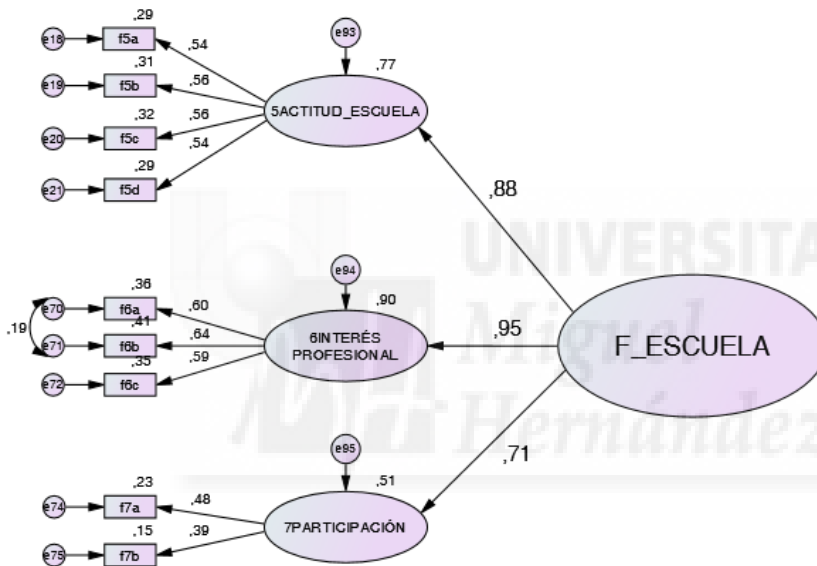 ,29
e18 f5a ,54
,31
e19 f5b ,56
,32
e20 f5c ,56
,29
e21 f5d ,54
e93
,77
5ACTITUD_ESCUELA
,88
UNIVERSITA
Miguel
Hernández
,36
e70 f6a ,60
,41
,19
e71 f6b ,64
,35
e72 f6c ,59
e94
,90
6INTERÉS
PROFESIONAL
,95
F_ESCUELA
,71
e95
,51
7PARTICIPACIÓN
,23
e74 f7a ,48
,15
e75 f7b ,39